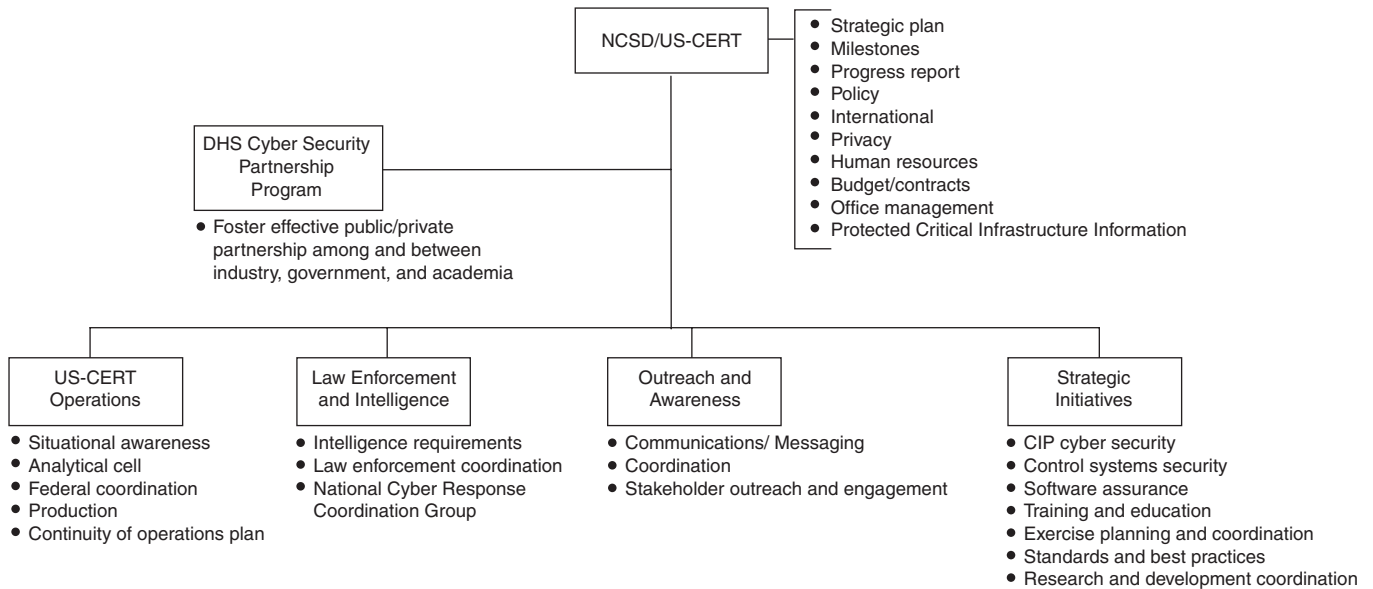 NCSD/US-CERT
• Strategic plan
• Milestones
• Progress report
• Policy
• International
• Privacy
• Human resources
• Budget/contracts
• Office management
• Protected Critical Infrastructure Information
DHS Cyber Security
Partnership
Program
• Foster effective public/private
partnership among and between
industry, government, and academia
US-CERT
Operations
• Situational awareness
• Analytical cell
• Federal coordination
• Production
• Continuity of operations plan
Law Enforcement
and Intelligence
• Intelligence requirements
• Law enforcement coordination
• National Cyber Response
Coordination Group
Outreach and
Awareness
• Communications/ Messaging
• Coordination
• Stakeholder outreach and engagement
Strategic
Initiatives
• CIP cyber security
• Control systems security
• Software assurance
• Training and education
• Exercise planning and coordination
• Standards and best practices
• Research and development coordination